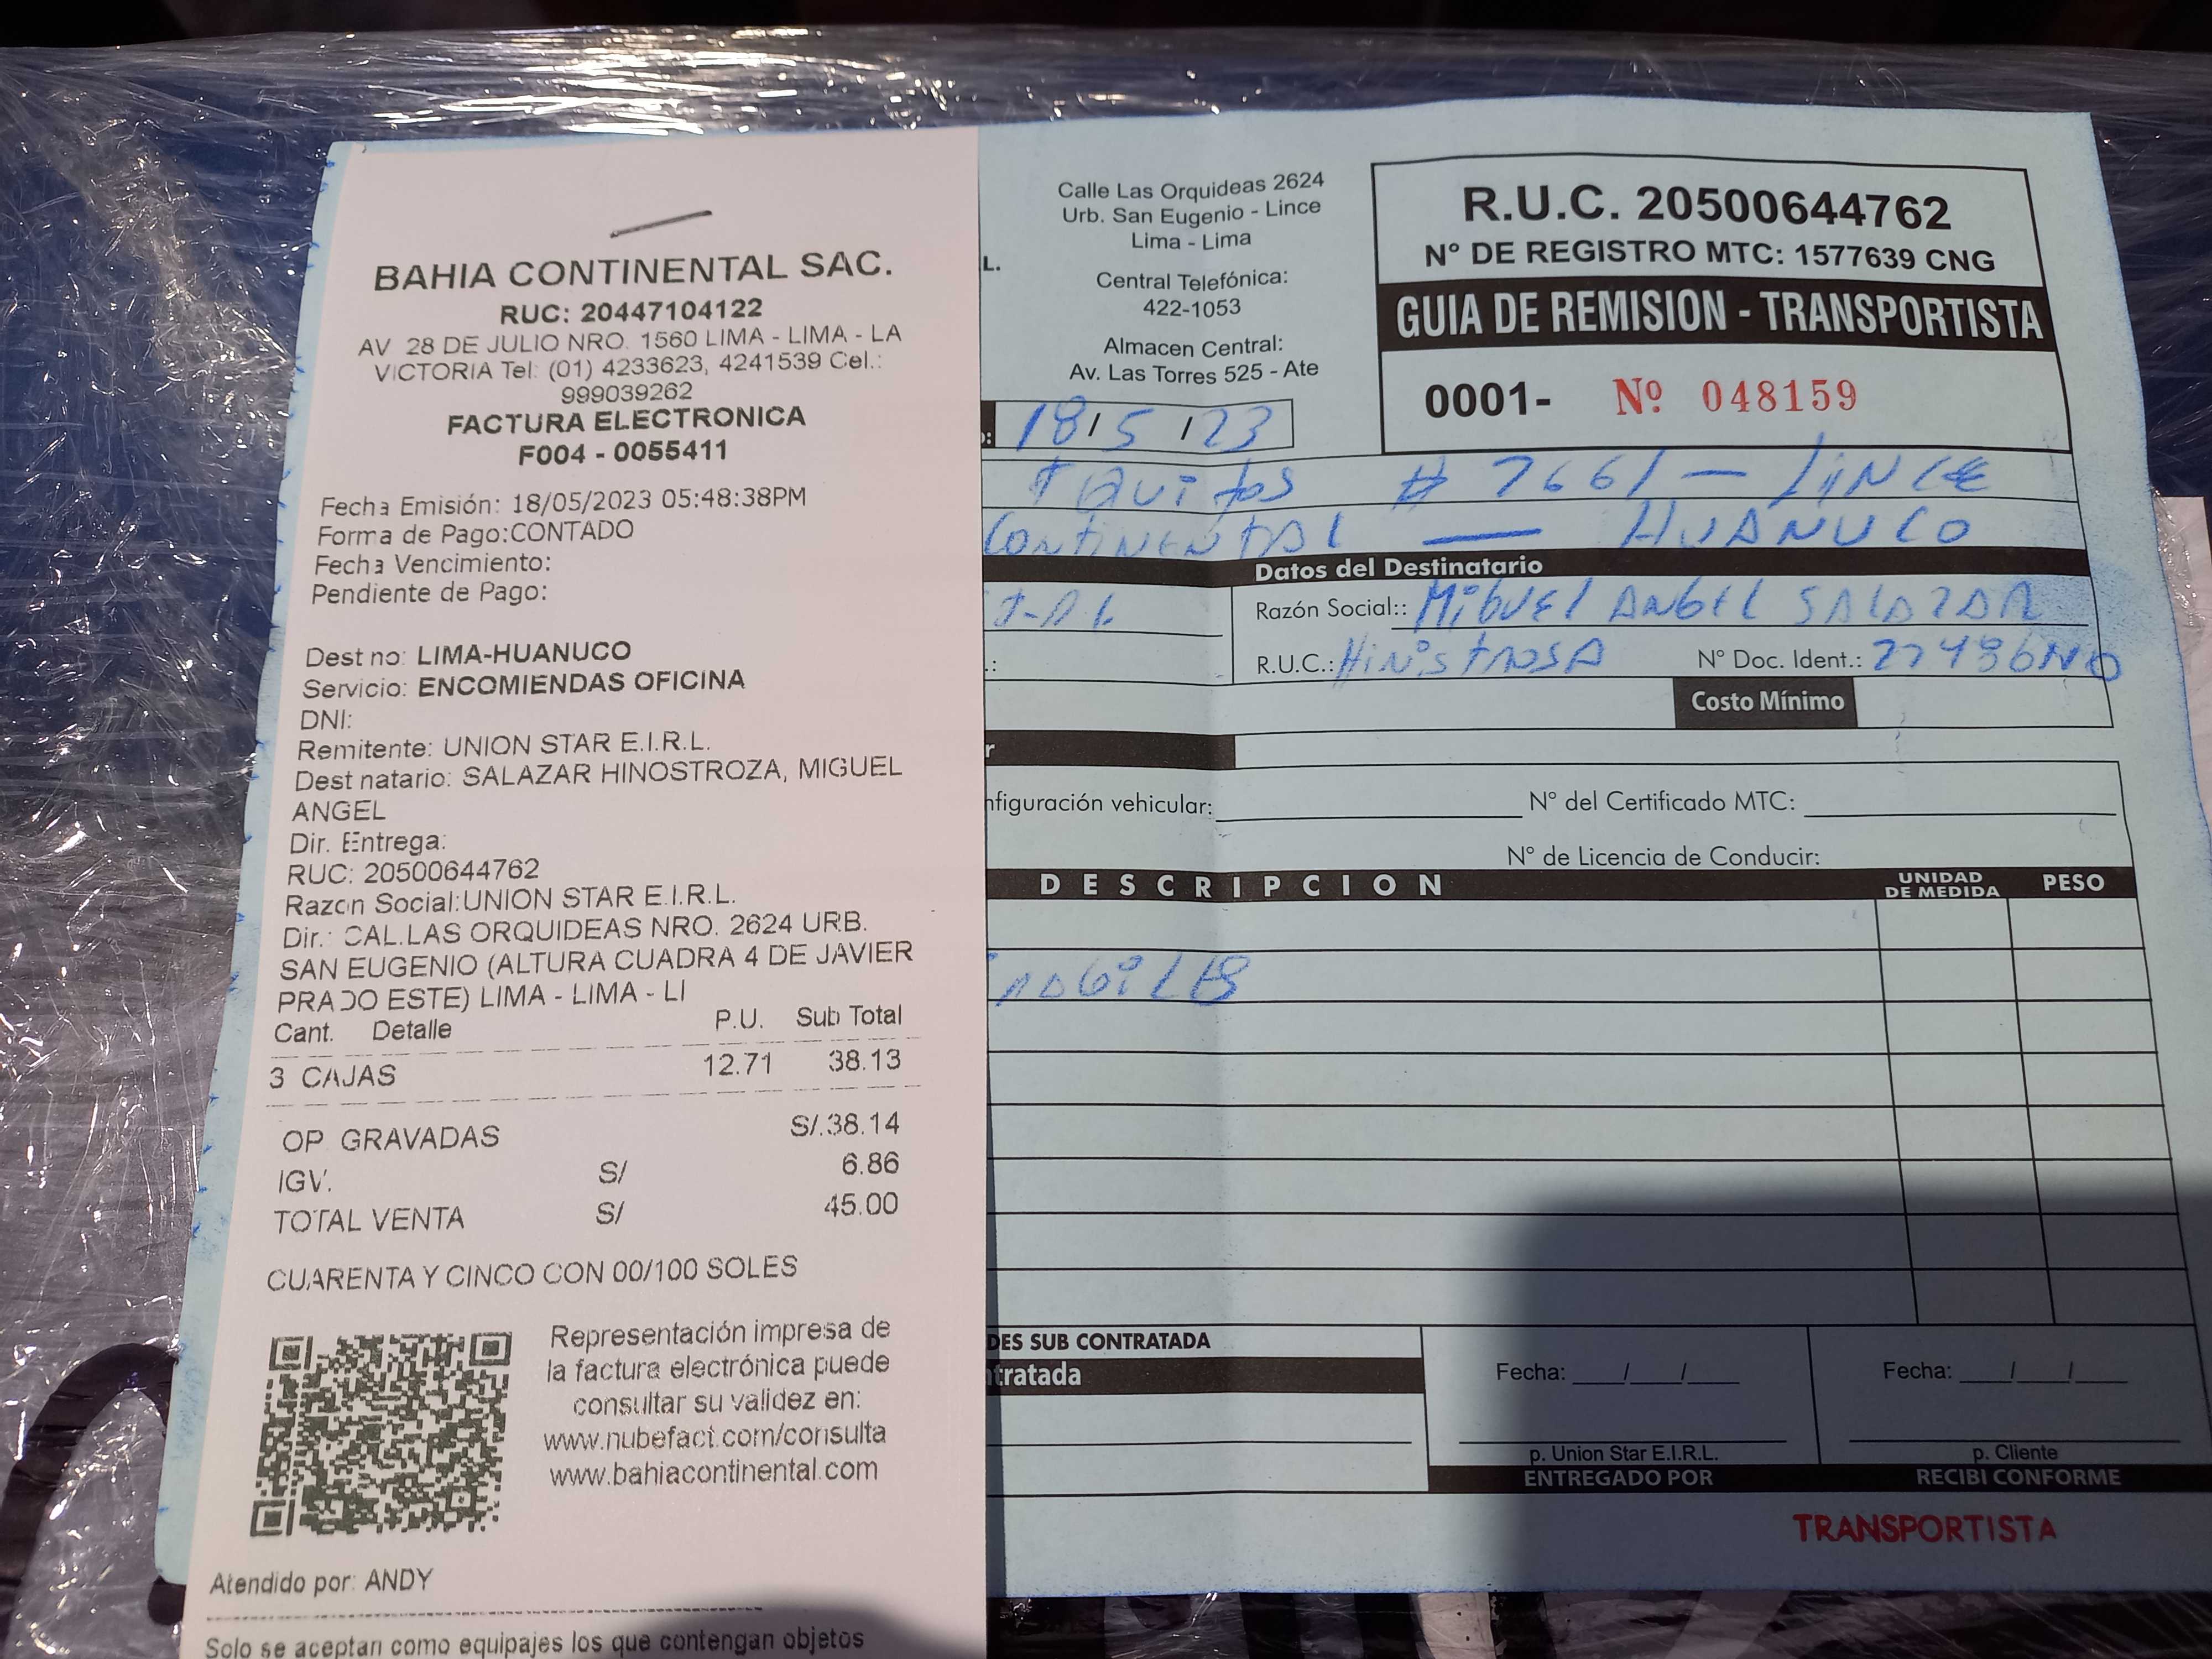 BAHIA CONTINENTAL SAC.
RUC: 20447104122
AV 28 DE JULIO NRO. 1560 LIMA - LIMA - LA
VICTORIA Tel: (01) 4233623, 4241539 Cel.:
999039262
FACTURA ELECTRONICA
F004 - 0055411
Fecha Emisión: 18/05/2023 05:48:38PM
Forma de Pago:CONTADO
Fecha Vencimiento:
Pendiente de Pago:
Dest no: LIMA-HUANUCO
Servicio: ENCOMIENDAS OFICINA
DNI:
Remitente: UNION STAR E.I.R.L.
Dest natario: SALAZAR HINOSTROZA, MIGUEL
ANGEL
Dir. Entrega:
RUC: 20500644762
Razon Social:UNION STAR E.I.R.L.
Dir.: CAL.LAS ORQUIDEAS NRO. 2624 URB.
SAN EUGENIO (ALTURA CUADRA 4 DE JAVIER
PRADO ESTE) LIMA - LIMA - LI
Cant. Detalle P.U. Sub Total
3 CAJAS 12.71 38.13
OP GRAVADAS S/.38.14
IGV. S/ 6.86
TOTAL VENTA S/ 45.00
CUARENTA Y CINCO CON 00/100 SOLES
Representación impresa de
la factura electrónica puede
consultar su validez en:
www.nubefact.com/consulta
www.bahiacontinental.com
Atendido por: ANDY
Solo se aceptan como equipajes los que contengan objetos
L.
Calle Las Orquideas 2624
Urb. San Eugenio - Lince
Lima - Lima
Central Telefónica:
422-1053
Almacen Central:
Av. Las Torres 525 - Ate
R.U.C. 20500644762
N° DE REGISTRO MTC: 1577639 CNG
GUIA DE REMISION - TRANSPORTISTA
0001- Nº 048159
18/5/23
# - LINCE
CONTINENTAL — HUANUCO
Datos del Destinatario
Razón Social:: MiGUEL ANGEL SALAZAR
R.U.C.: HiNOSTROSA N° Doc. Ident.:
Costo Mínimo
r
nfiguración vehicular: N° del Certificado MTC:
N° de Licencia de Conducir:
DESCRIPCION UNIDAD DE MEDIDA PESO
DES SUB CONTRATADA
tratada
Fecha: / / Fecha: / /
p. Union Star E.I.R.L. p. Cliente
ENTREGADO POR RECIBI CONFORME
TRANSPORTISTA